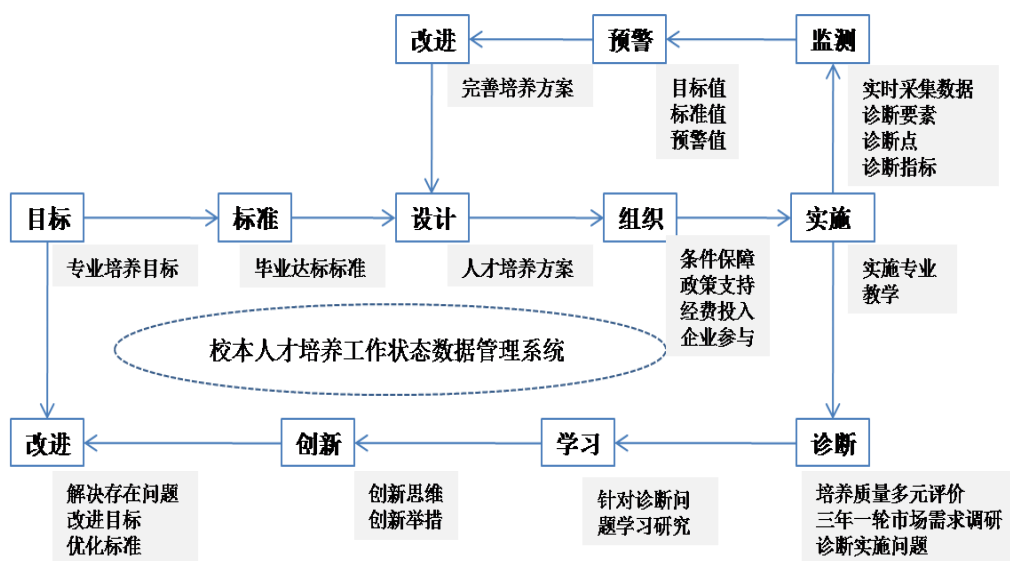 改进
预警
监测
完善培养方案
目标值
标准值
预警值
实时采集数据
诊断要素
诊断点
诊断指标
目标
标准
设计
组织
实施
专业培养目标
毕业达标标准
人才培养方案
条件保障
政策支持
经费投入
企业参与
实施专业
教学
校本人才培养工作状态数据管理系统
改进
创新
学习
诊断
解决存在问题
改进目标
优化标准
创新思维
创新举措
针对诊断问
题学习研究
培养质量多元评价
三年一轮市场需求调研
诊断实施问题